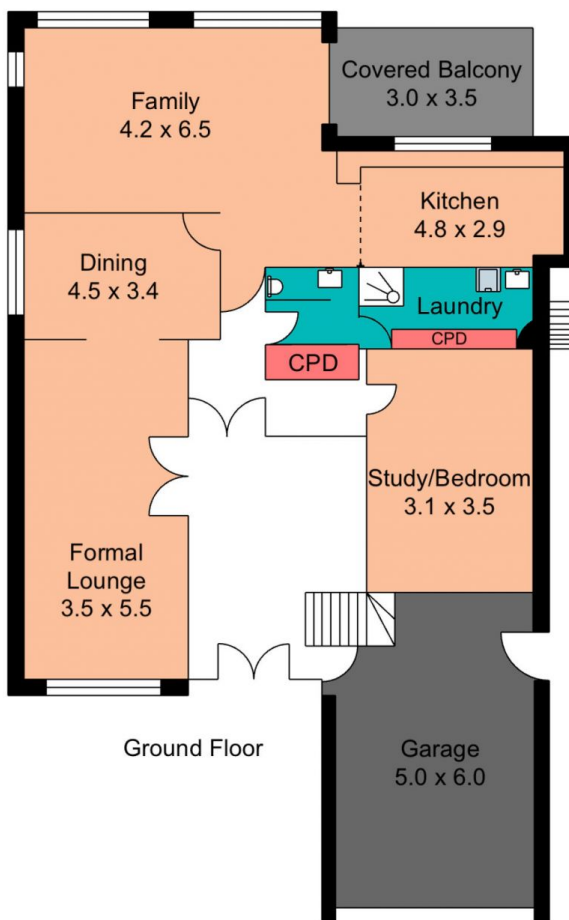 Family
4.2 x 6.5
Covered Balcony
3.0 x 3.5
Kitchen
4.8 x 2.9
Dining
4.5 x 3.4
Laundry
CPD
CPD
Study/Bedroom
3.1 x 3.5
Formal
Lounge
3.5 x 5.5
Ground Floor
Garage
5.0 x 6.0